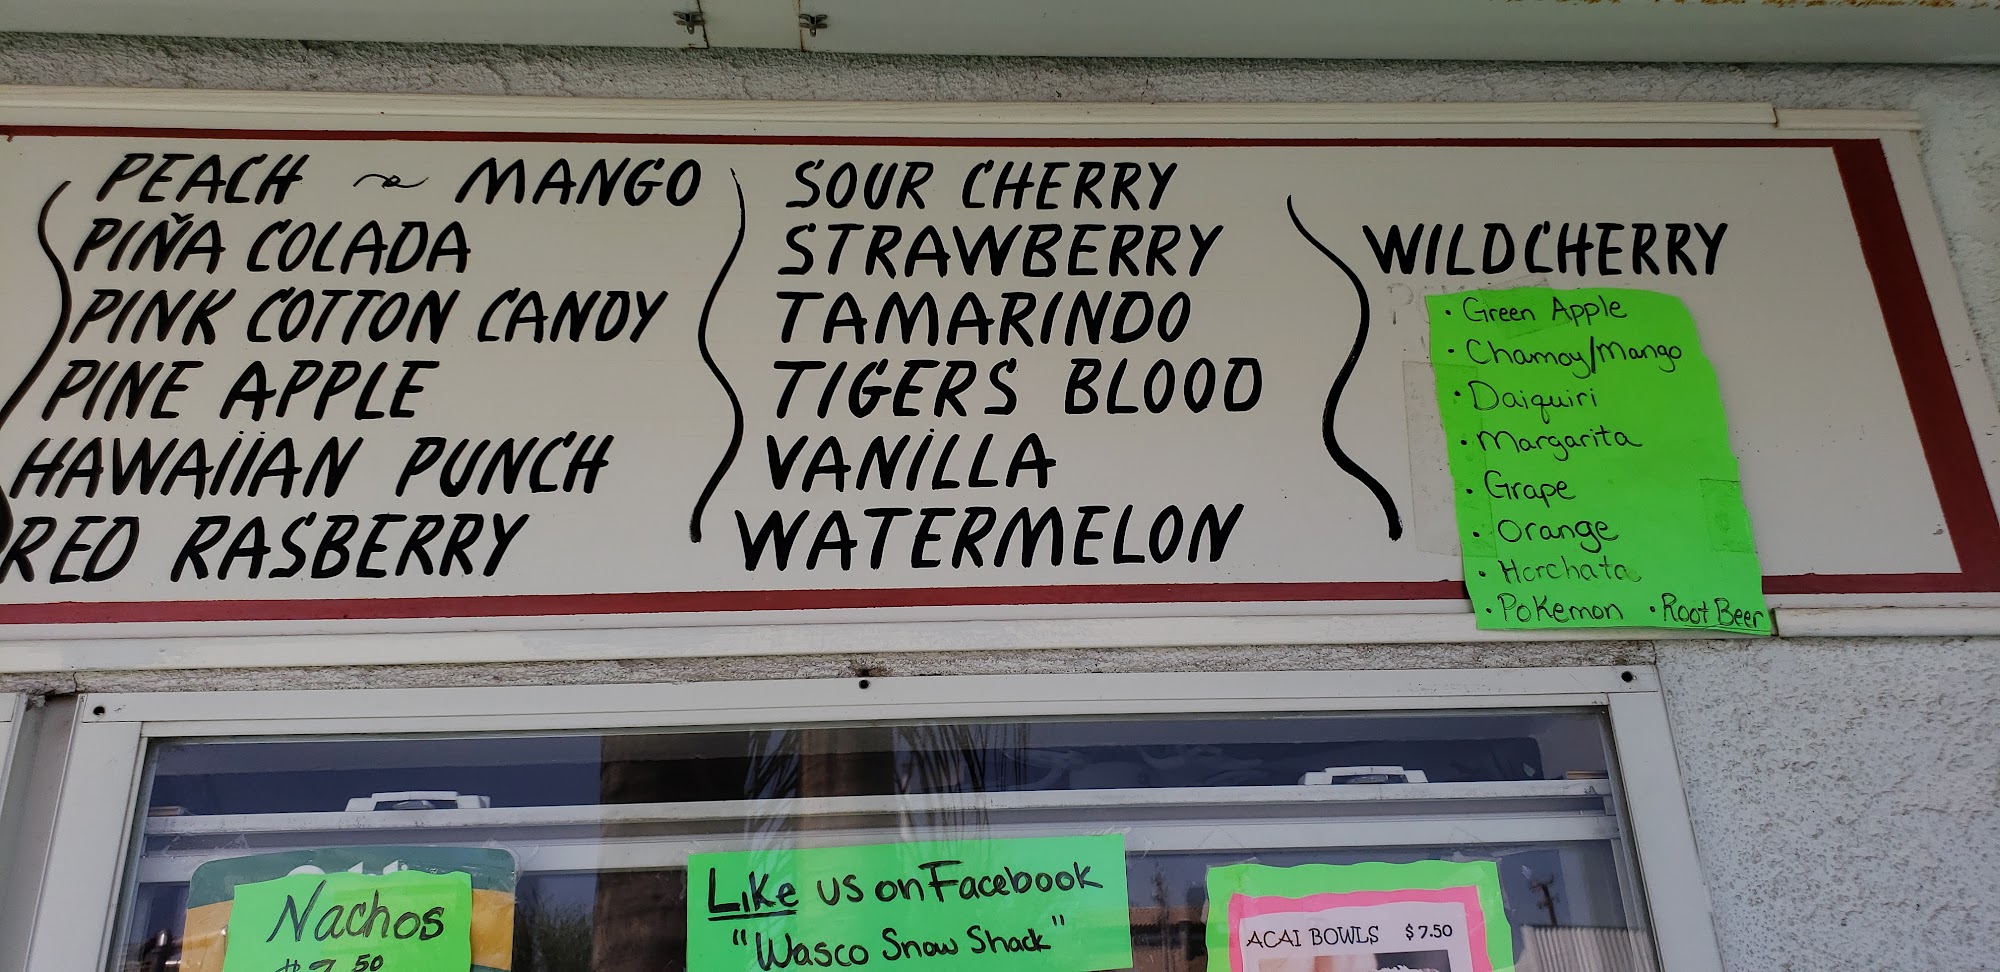 PEACH ~ MANGO
PIÑA COLADA
PINK COTTON CANDY
PINE APPLE
HAWAIIAN PUNCH
RED RASBERRY
SOUR CHERRY
STRAWBERRY
TAMARINDO
TIGERS BLOOD
VANILLA
WATERMELON
WILDCHERRY
• Green Apple
• Chamoy/Mango
• Daiquiri
• Margarita
• Grape
• Orange
• Horchata
• Pokemon • Root Beer
Nachos
Like us on Facebook
"Wasco Snow Shack"
ACAI BOWLS $7.50